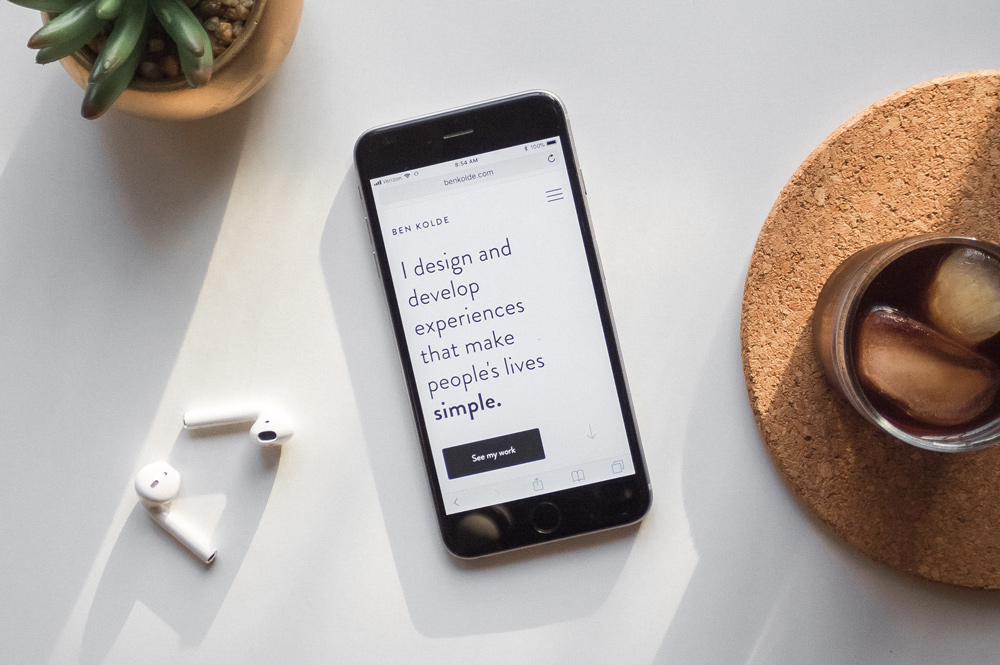 verizon 8:54 AM 100%
benkolde.com
BEN KOLDE
I design and
develop
experiences
that make
people's lives
simple.
See my work